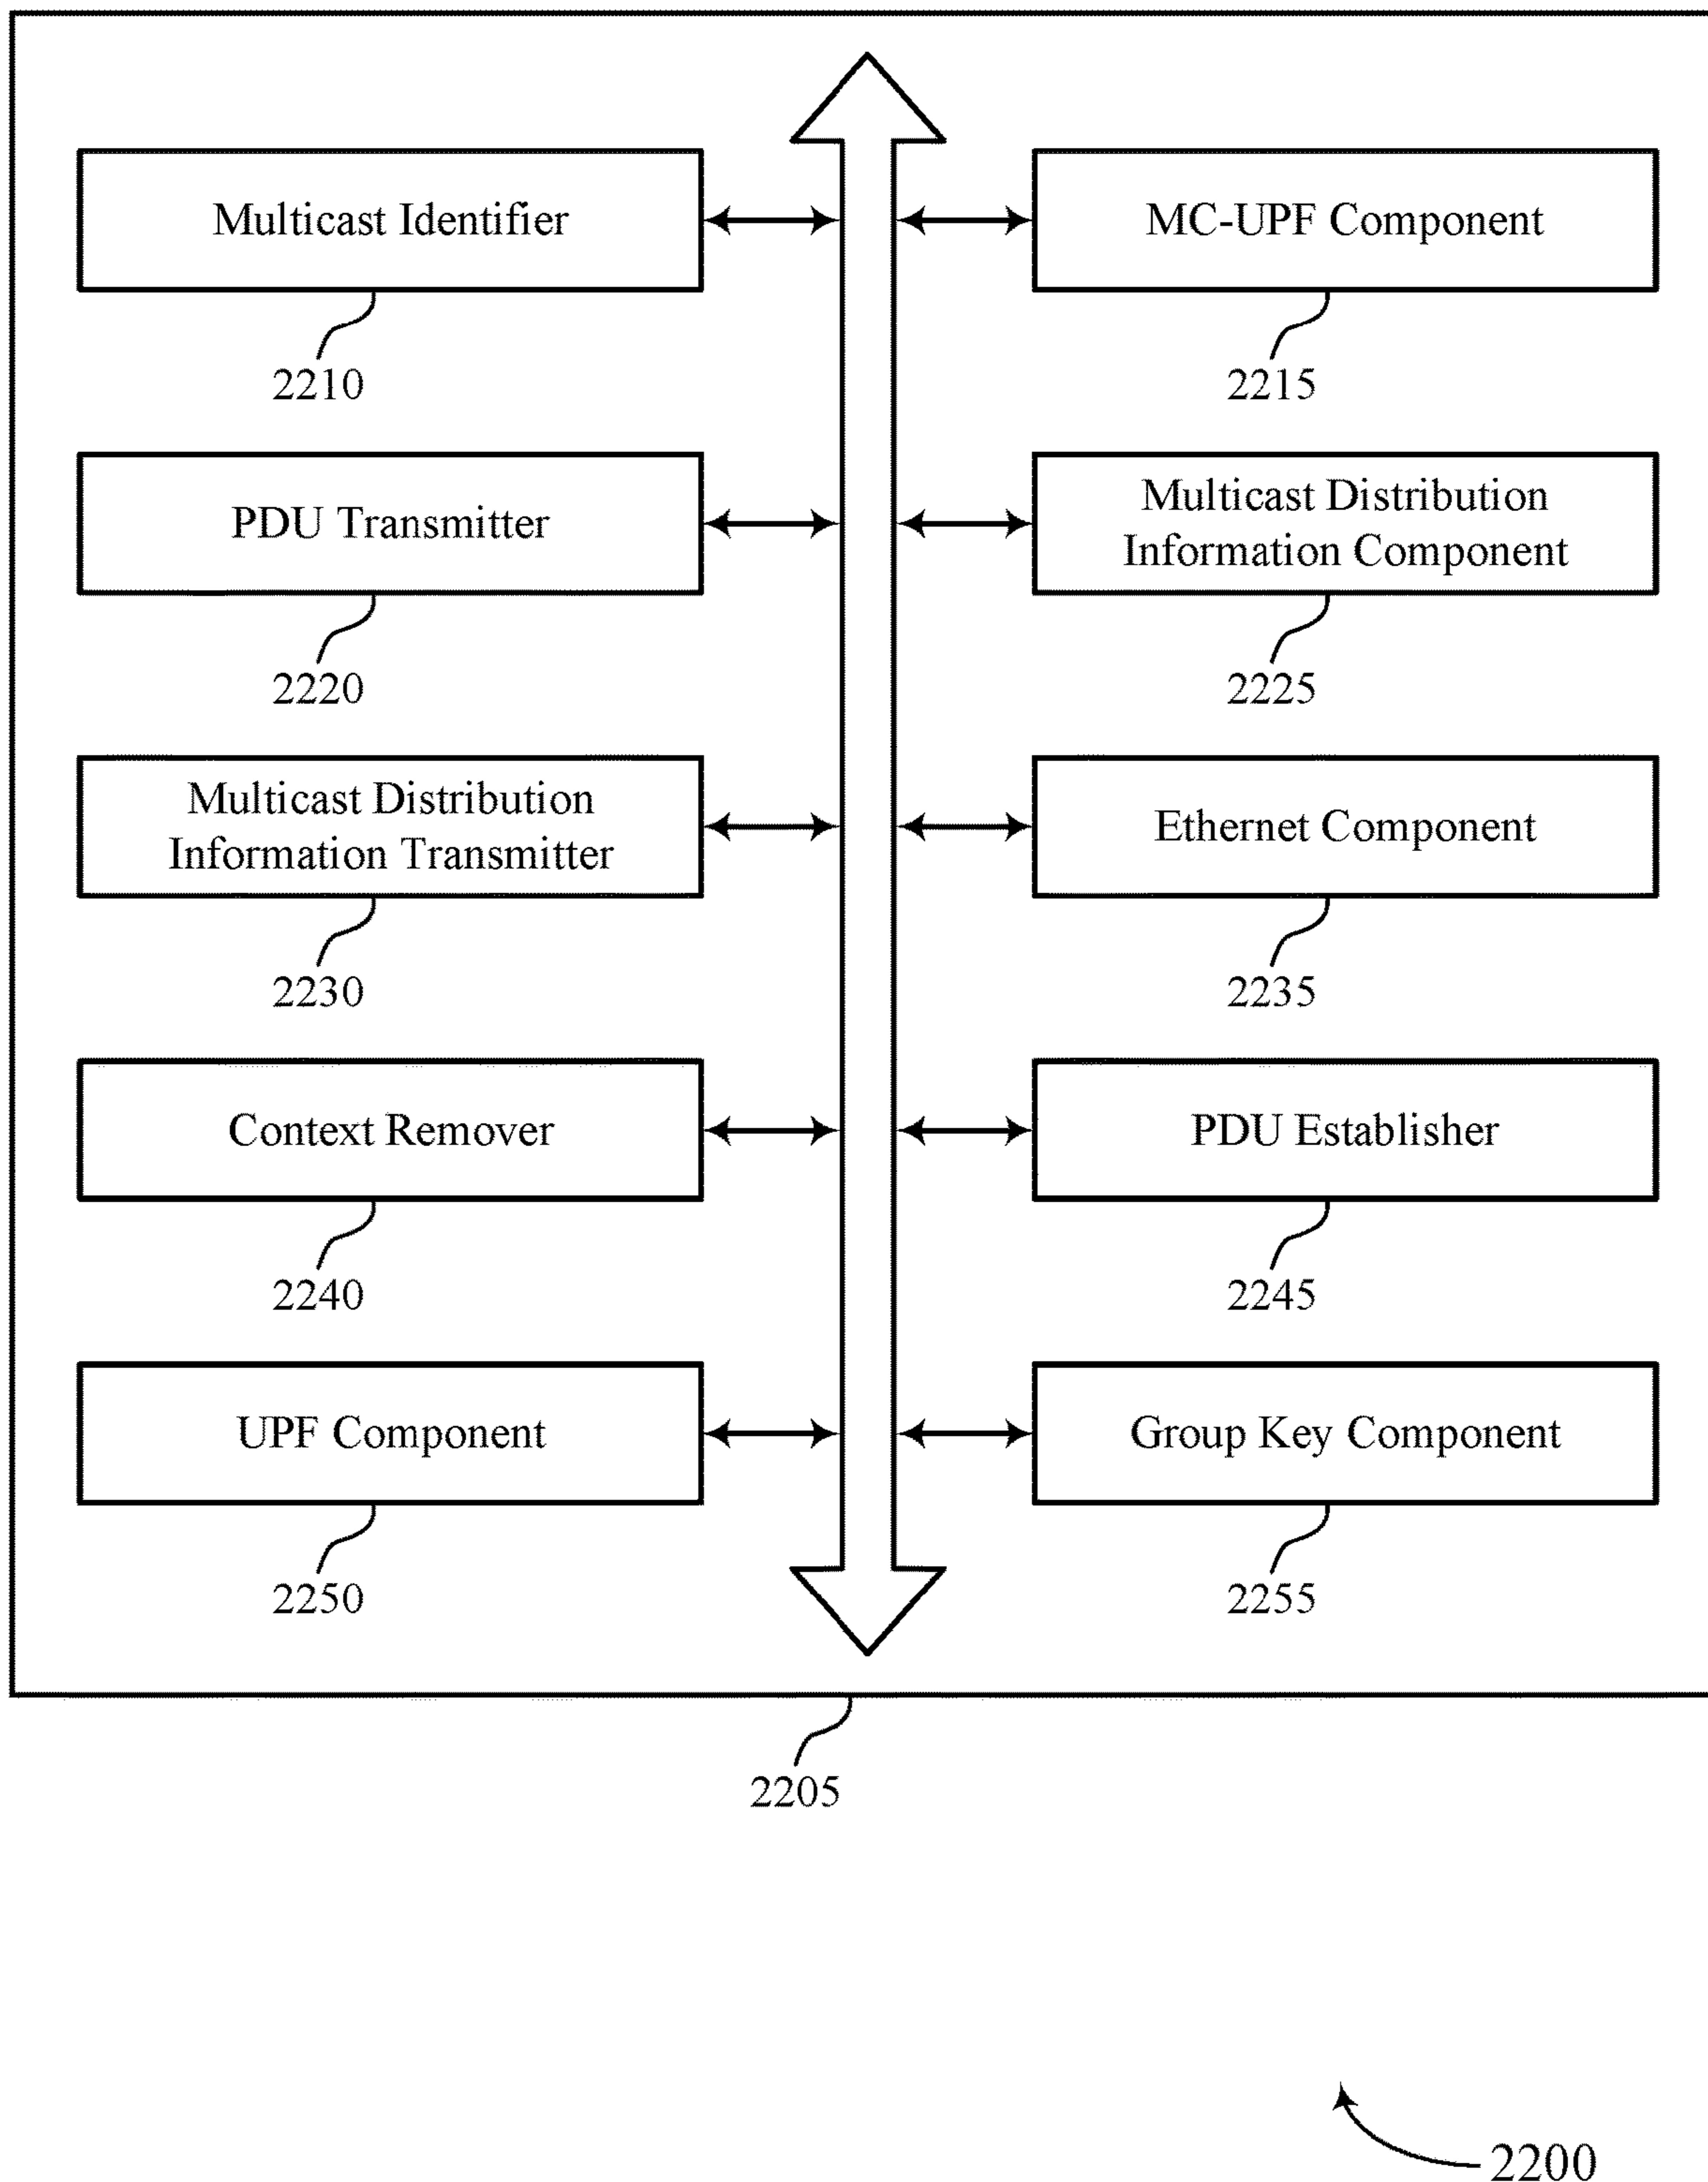 Multicast Identifier
2210
MC-UPF Component
2215
PDU Transmitter
2220
Multicast Distribution
Information Component
2225
Multicast Distribution
Information Transmitter
2230
Ethernet Component
2235
Context Remover
2240
PDU Establisher
2245
UPF Component
2250
Group Key Component
2255
2205
2200